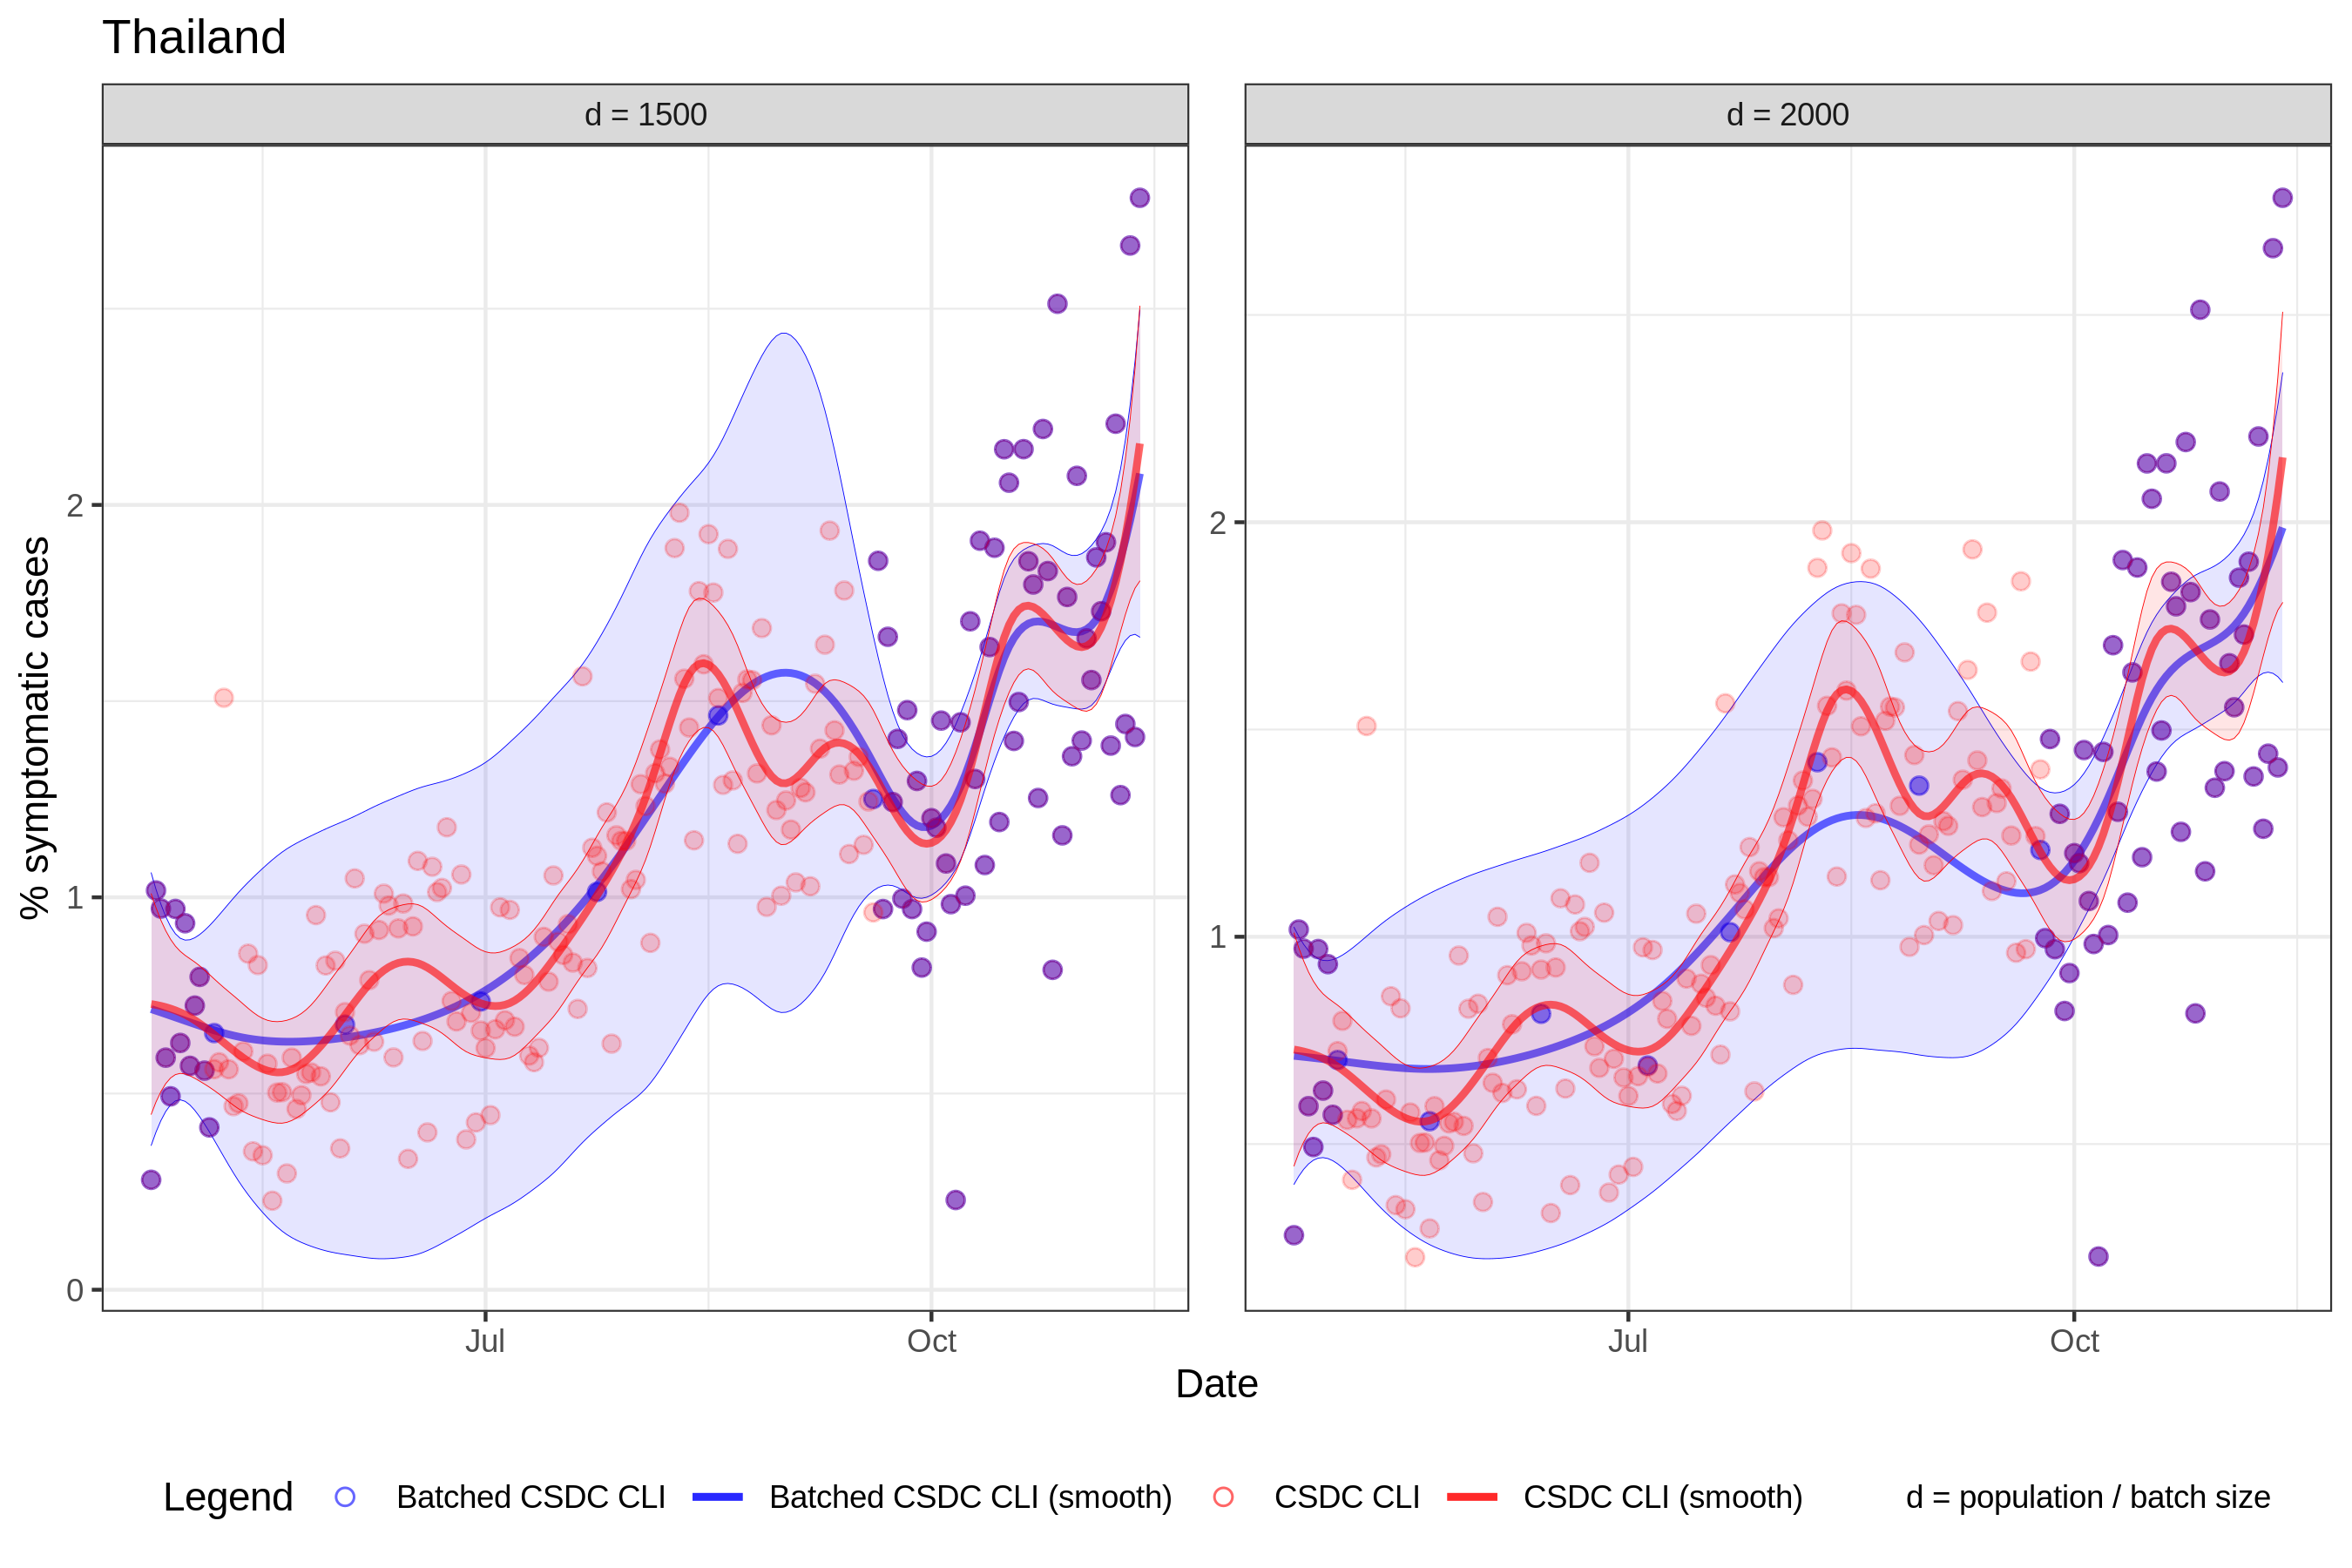 Thailand
d = 1500
d = 2000
% symptomatic cases
2
1
0
2
1
Jul
Oct
Jul
Oct
Date
Legend
Batched CSDC CLI
Batched CSDC CLI (smooth)
CSDC CLI
CSDC CLI (smooth)
d = population / batch size